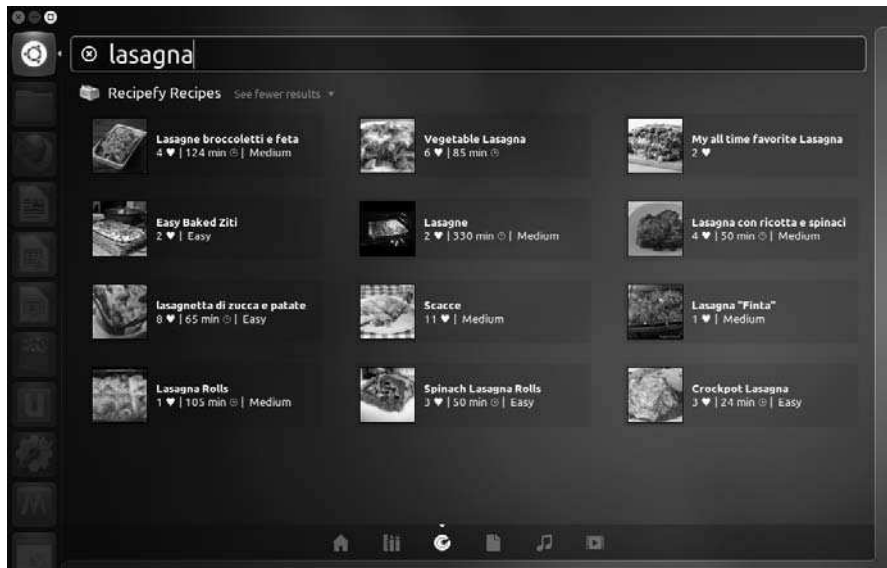 lasagna
Recipefy Recipes See fewer results
Lasagne broccoletti e feta
4 ♥ | 124 min | Medium
Vegetable Lasagna
6 ♥ | 85 min
My all time favorite Lasagna
2 ♥
Easy Baked Ziti
2 ♥ | Easy
Lasagne
2 ♥ | 330 min | Medium
Lasagna con ricotta e spinaci
4 ♥ | 50 min | Medium
lasagnetta di zucca e patate
8 ♥ | 65 min | Easy
Scacce
11 ♥ | Medium
Lasagna "Finta"
1 ♥ | Medium
Lasagna Rolls
1 ♥ | 105 min | Medium
Spinach Lasagna Rolls
3 ♥ | 50 min | Easy
Crockpot Lasagna
3 ♥ | 24 min | Easy